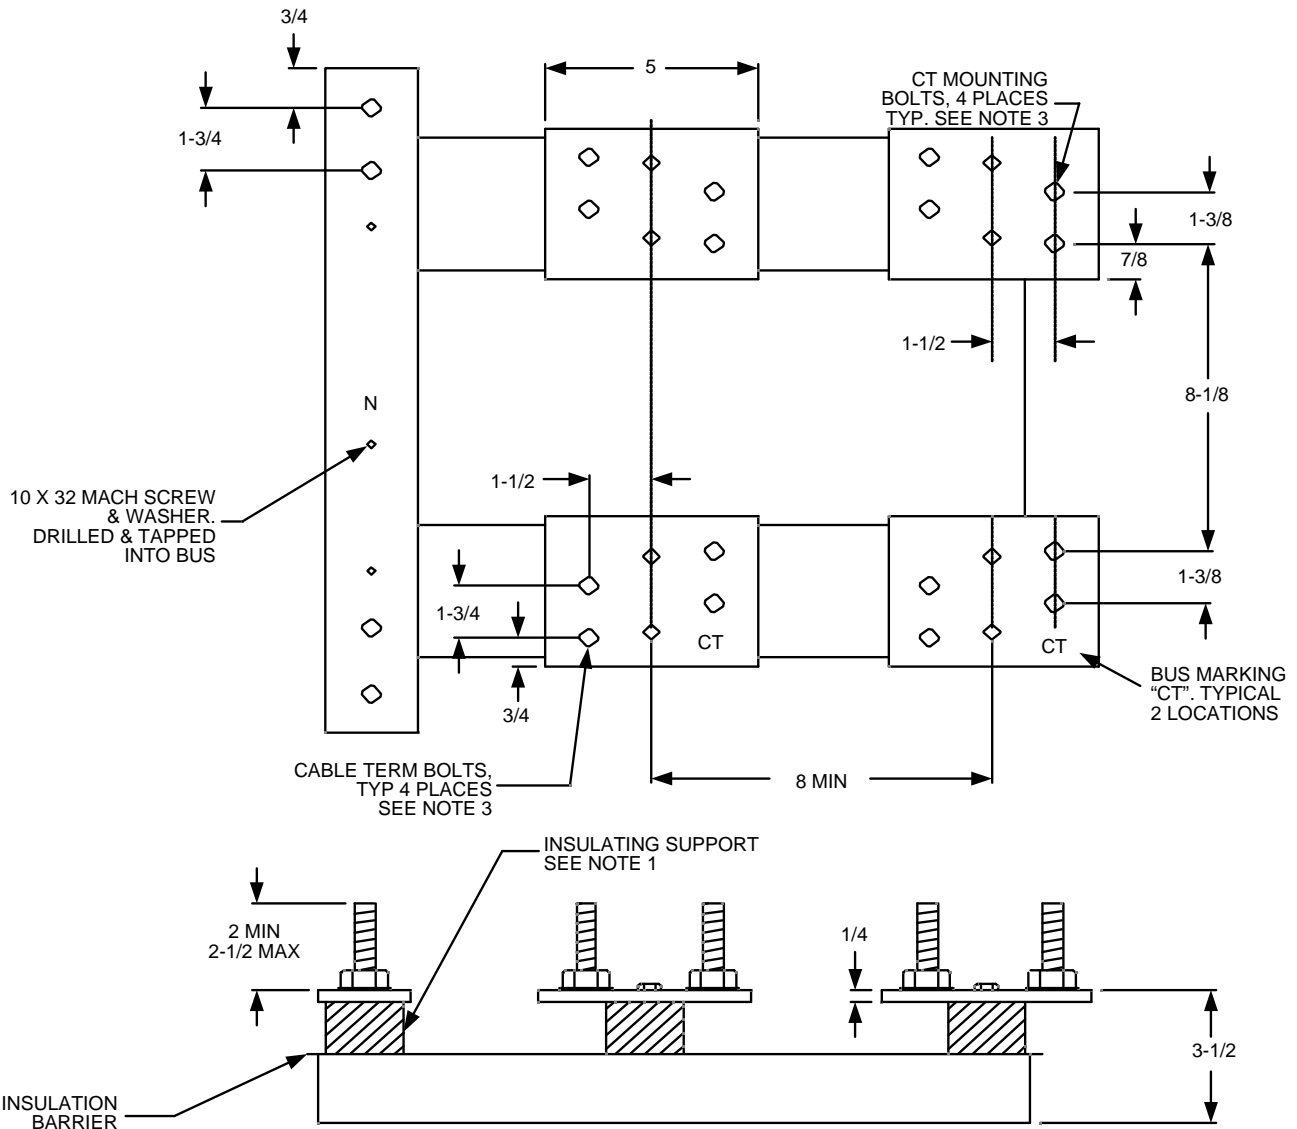 3/4
5
CT MOUNTING
BOLTS, 4 PLACES
TYP. SEE NOTE 3
1-3/4
1-3/8
7/8
1-1/2
8-1/8
N
1-1/2
10 X 32 MACH SCREW
& WASHER.
DRILLED & TAPPED
INTO BUS
1-3/4
1-3/8
CT
CT
3/4
BUS MARKING
“CT”. TYPICAL
2 LOCATIONS
CABLE TERM BOLTS,
TYP 4 PLACES
SEE NOTE 3
8 MIN
INSULATING SUPPORT
SEE NOTE 1
2 MIN
2-1/2 MAX
1/4
3-1/2
INSULATION
BARRIER